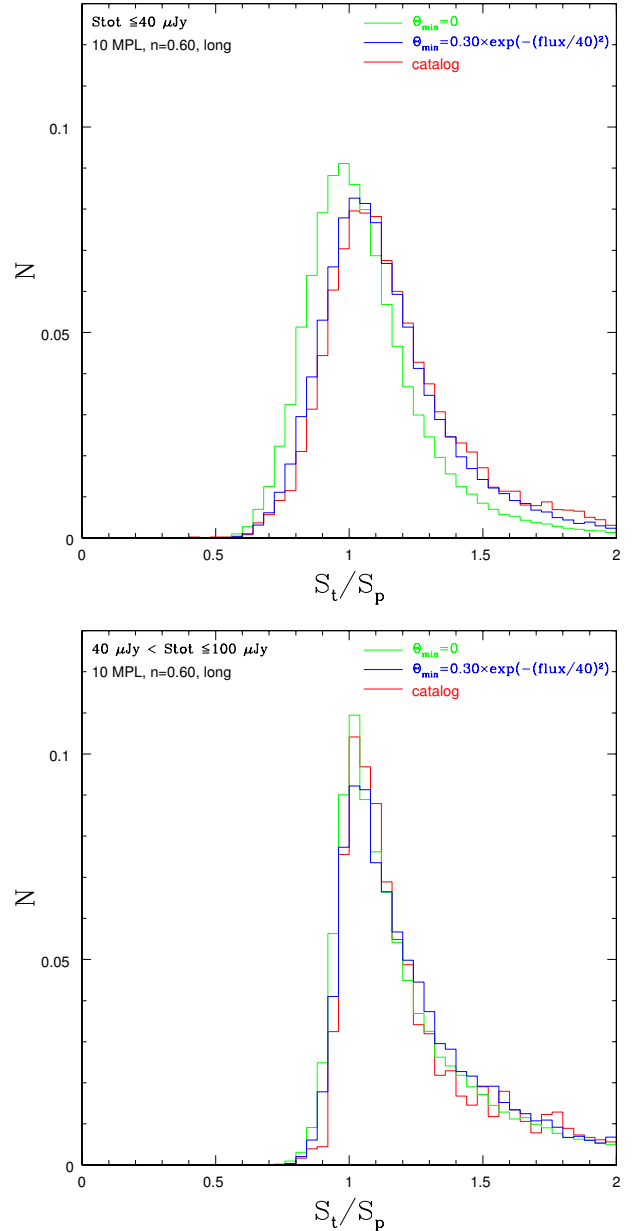 Stot ≦40 μJy
10 MPL, n=0.60, long
Θmin=0
Θmin=0.30×exp(-(flux/40)²)
catalog
0.1
N
0.05
0
0 0.5 1 1.5 2
St/Sp
40 μJy < Stot ≦100 μJy
10 MPL, n=0.60, long
Θmin=0
Θmin=0.30×exp(-(flux/40)²)
catalog
0.1
N
0.05
0
0 0.5 1 1.5 2
St/Sp